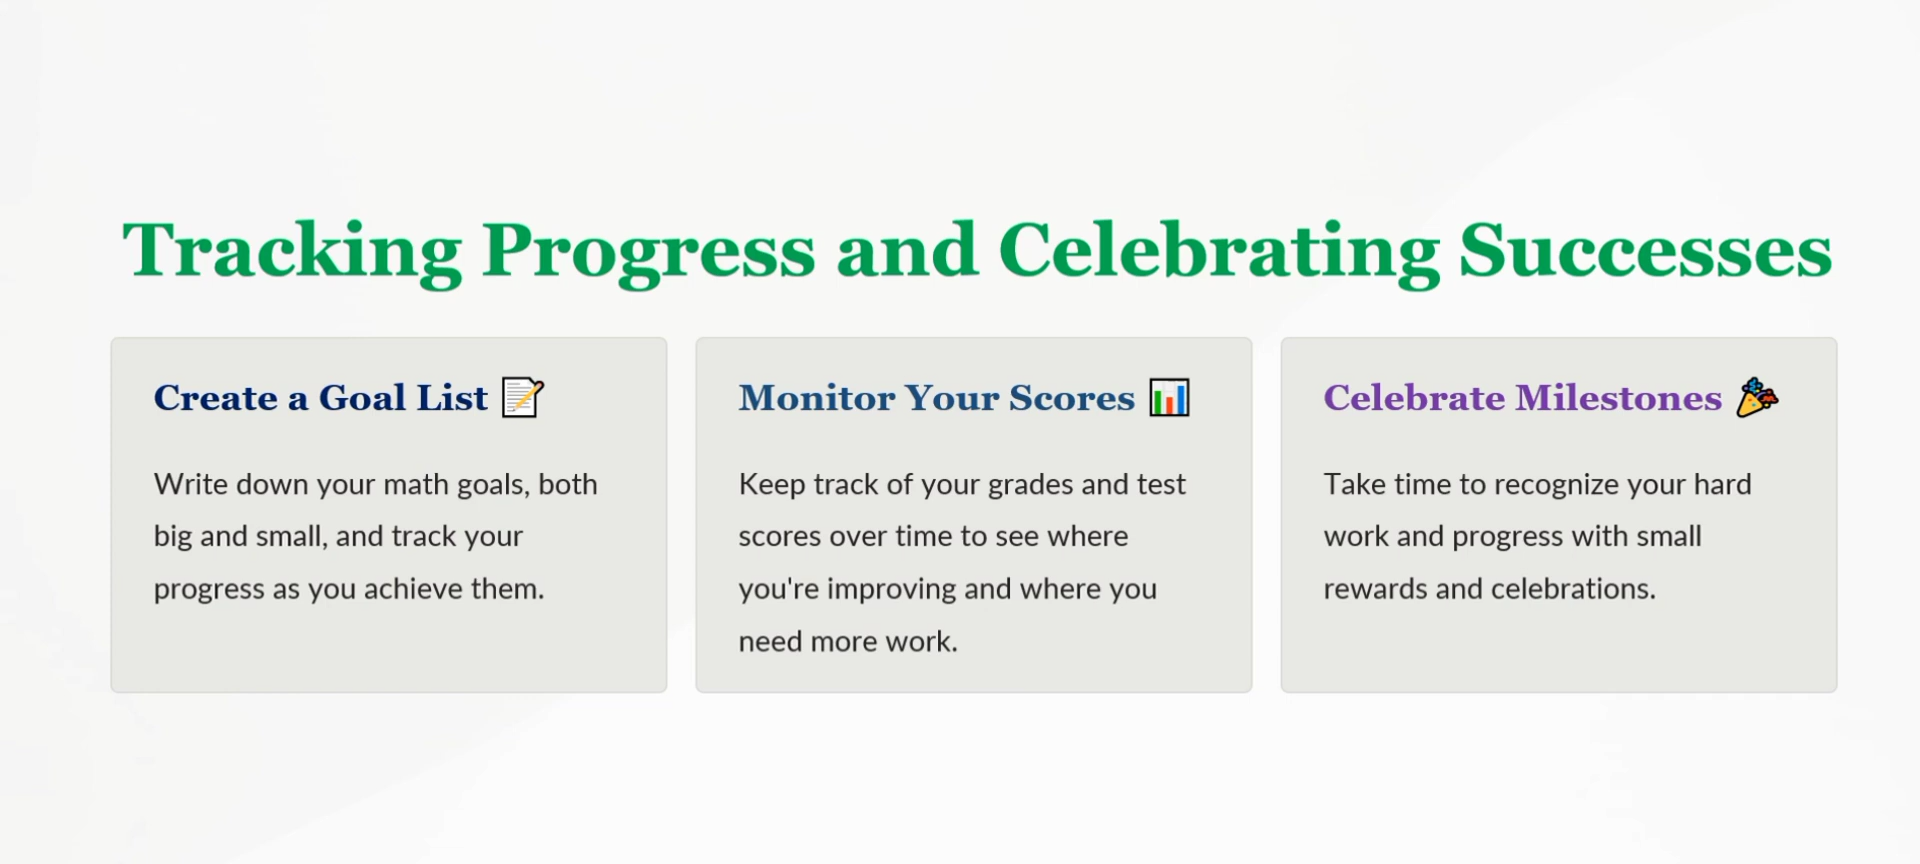 Tracking Progress and Celebrating Successes
Create a Goal List
Write down your math goals, both
big and small, and track your
progress as you achieve them.
Monitor Your Scores
Keep track of your grades and test
scores over time to see where
you're improving and where you
need more work.
Celebrate Milestones
Take time to recognize your hard
work and progress with small
rewards and celebrations.